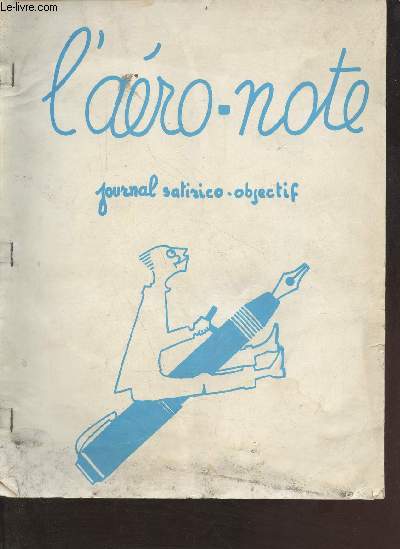 Le-livre.com
l'aéro-note
journal satirico-objectif